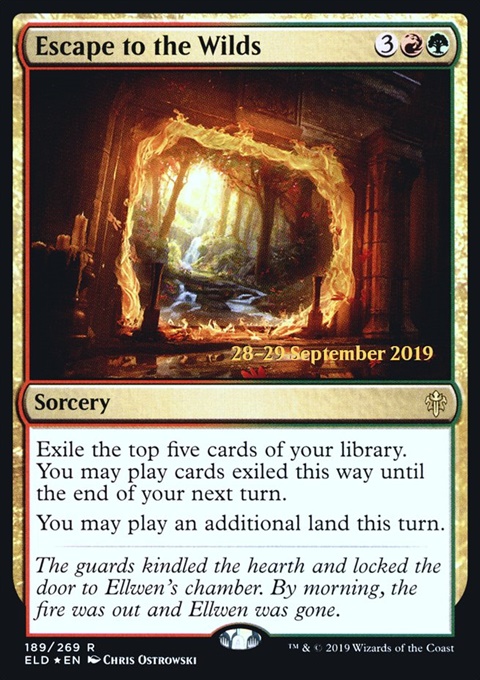 Escape to the Wilds 3
28–29 September 2019
Sorcery
Exile the top five cards of your library.
You may play cards exiled this way until
the end of your next turn.
You may play an additional land this turn.
The guards kindled the hearth and locked the
door to Ellwen's chamber. By morning, the
fire was out and Ellwen was gone.
189/269 R
ELD ★ EN Chris Ostrowski
™ & © 2019 Wizards of the Coast